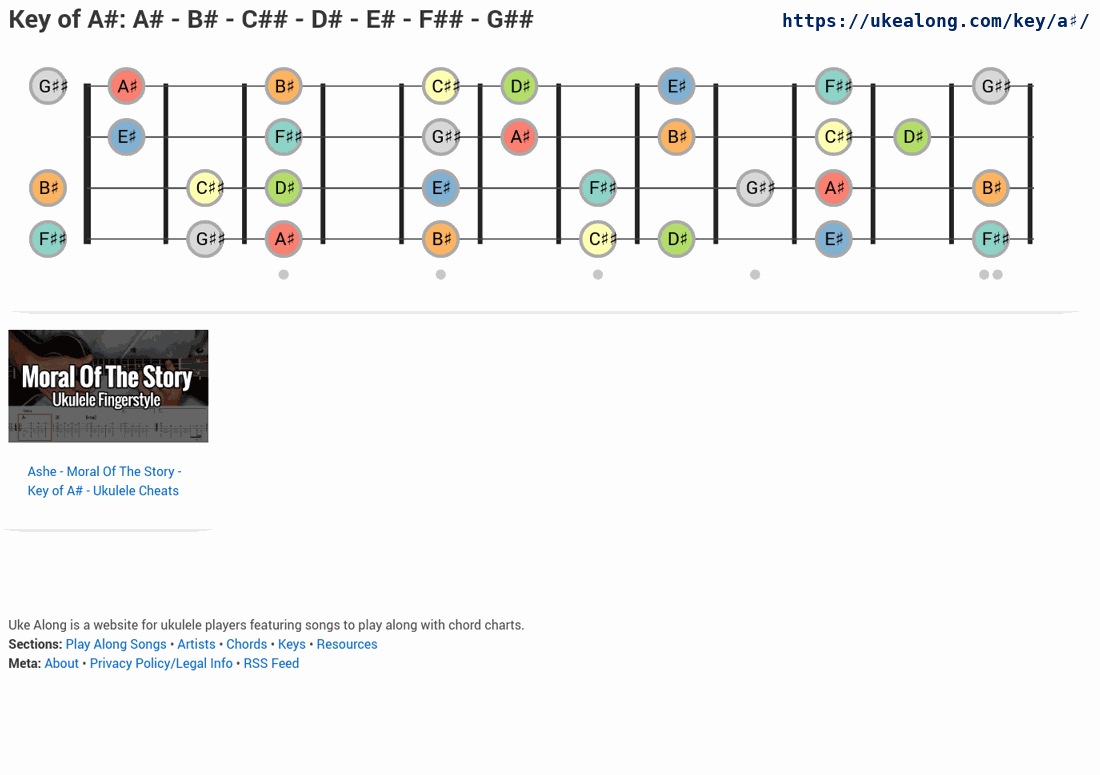 Key of A#: A# - B# - C## - D# - E# - F## - G##
https://ukealong.com/key/a♯/
G♯♯ A♯ B♯ C♯♯ D♯ E♯ F♯♯ G♯♯
E♯ F♯♯ G♯♯ A♯ B♯ C♯♯ D♯
B♯ C♯♯ D♯ E♯ F♯♯ G♯♯ A♯ B♯
F♯♯ G♯♯ A♯ B♯ C♯♯ D♯ E♯ F♯♯
Moral Of The Story
Ukulele Fingerstyle
Ashe - Moral Of The Story -
Key of A# - Ukulele Cheats
Uke Along is a website for ukulele players featuring songs to play along with chord charts.
Sections: Play Along Songs • Artists • Chords • Keys • Resources
Meta: About • Privacy Policy/Legal Info • RSS Feed